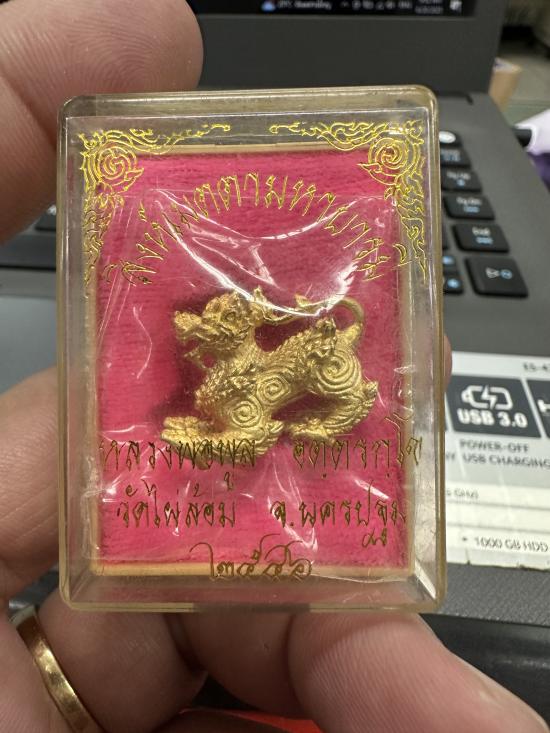 สิงห์เมตตามหาบารมี
หลวงพ่อพูล อตฺตรกฺโข
วัดไผ่ล้อม จ.นครปฐม
๒๕๔๖
USB 3.0
POWER-OFF
USB CHARGING
* 1000 GB HDD